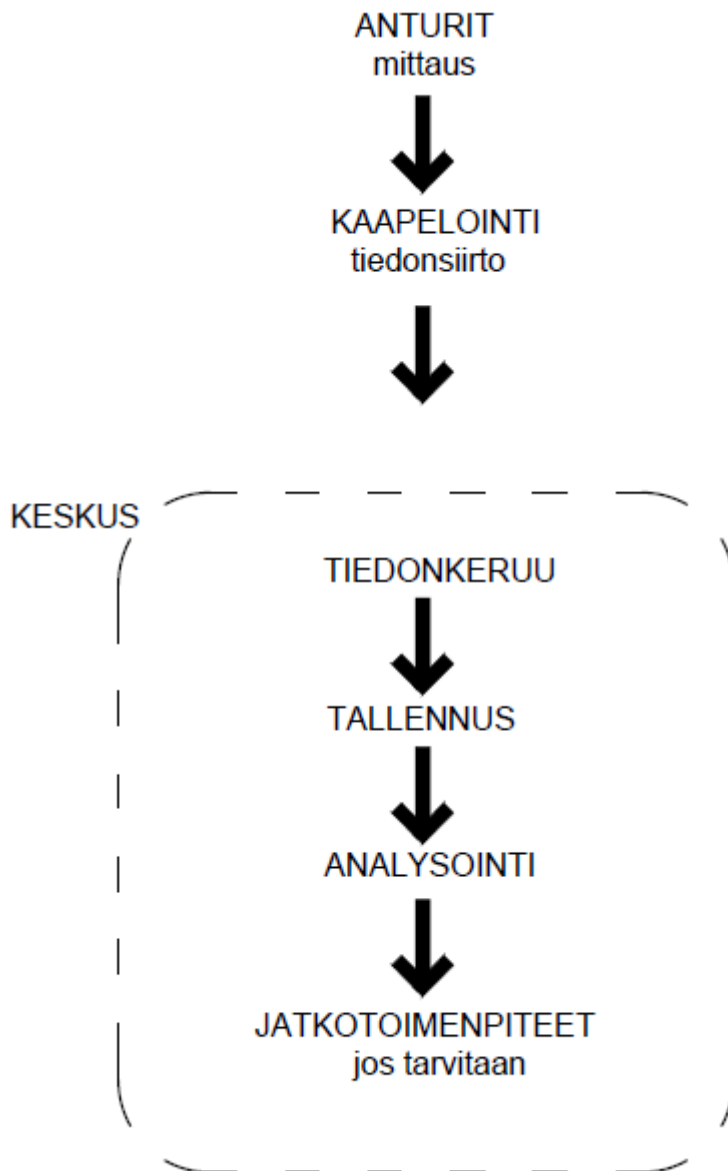 ANTURIT
mittaus
KAAPELOINTI
tiedonsiirto
KESKUS
TIEDONKERUU
TALLENNUS
ANALYSOINTI
JATKOTOIMENPITEET
jos tarvitaan